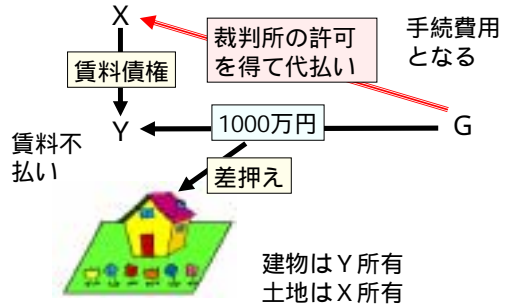 X
裁判所の許可
を得て代払い
手続費用
となる
賃料債権
Y
1000万円
G
賃料不
払い
差押え
建物はＹ所有
土地はＸ所有